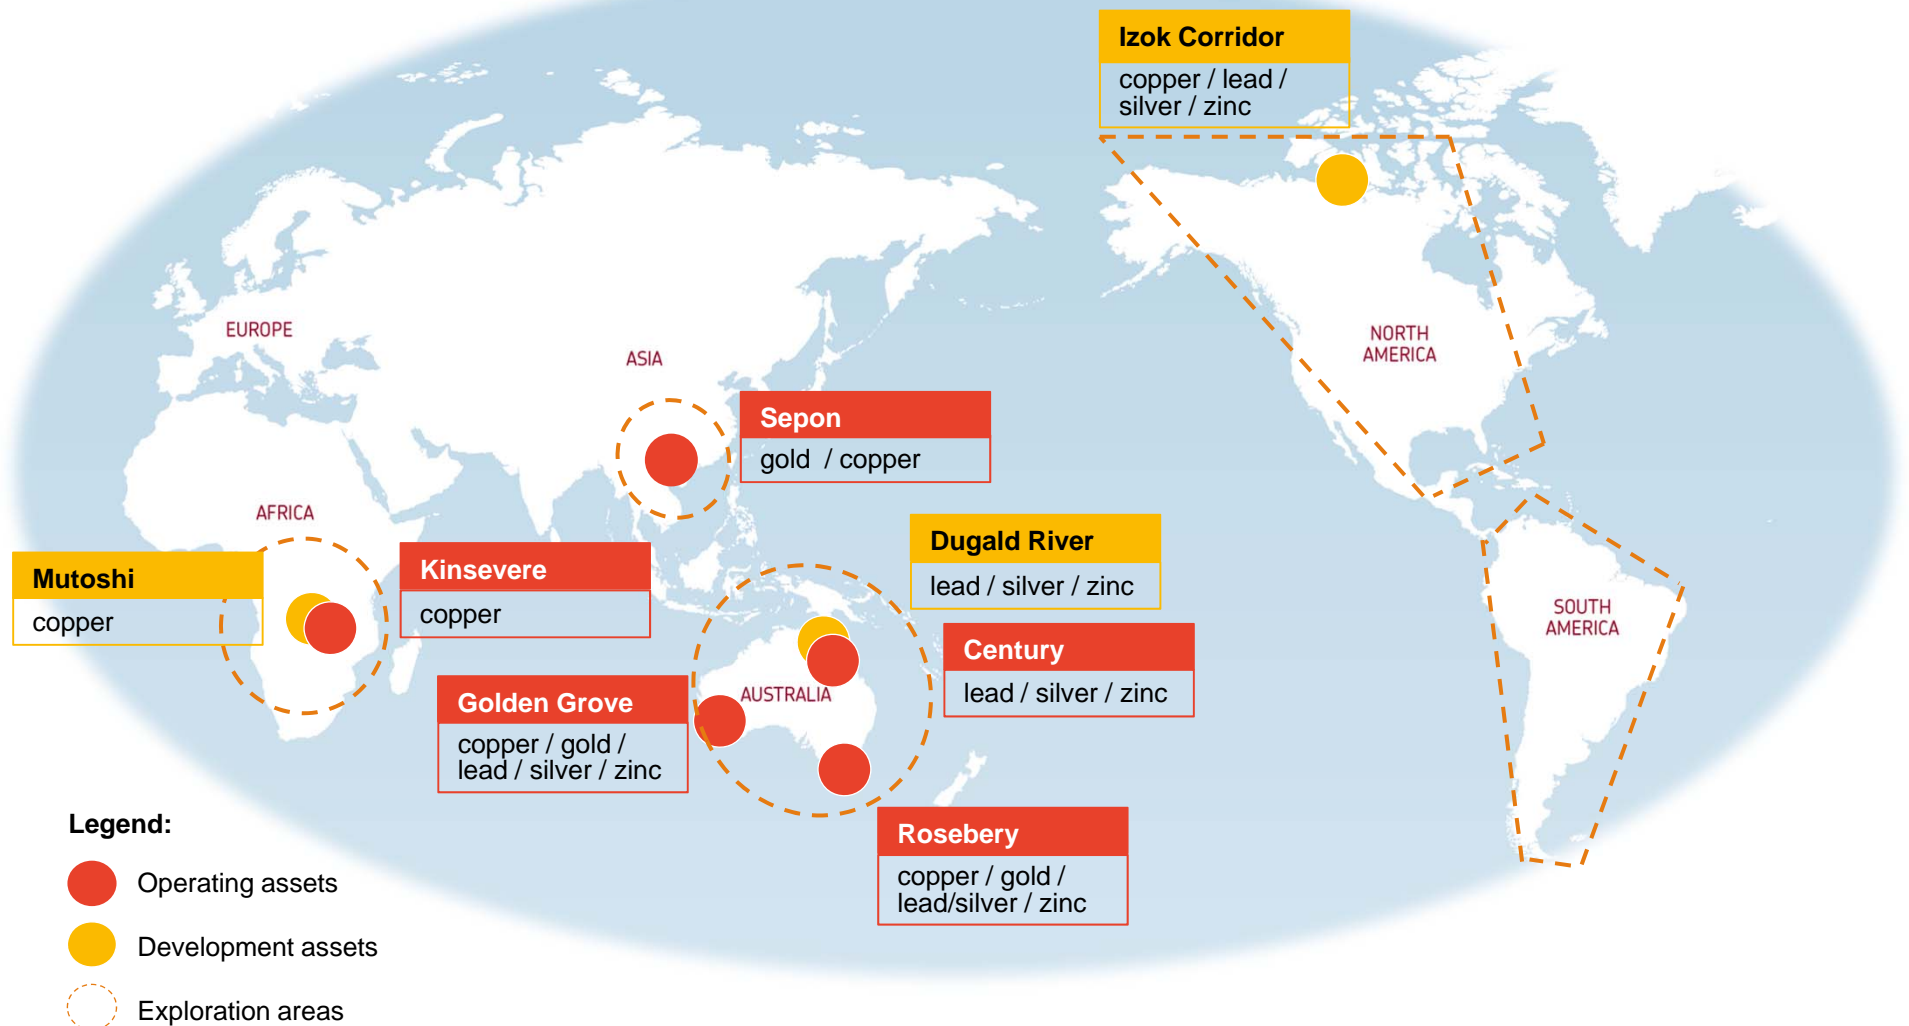 Izok Corridor
copper / lead /
silver / zinc
EUROPE
ASIA
NORTH
AMERICA
Sepon
gold / copper
AFRICA
Mutoshi
copper
Kinsevere
copper
Dugald River
lead / silver / zinc
SOUTH
AMERICA
Century
lead / silver / zinc
AUSTRALIA
Golden Grove
copper / gold /
lead / silver / zinc
Rosebery
copper / gold /
lead/silver / zinc
Legend:
Operating assets
Development assets
Exploration areas